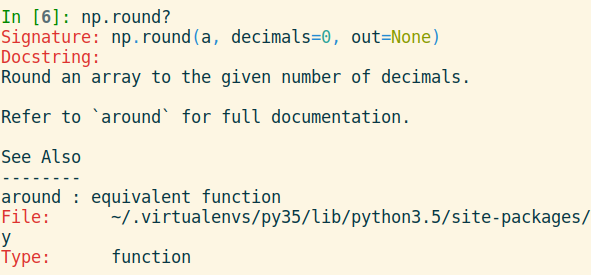 In [6]: np.round?
Signature: np.round(a, decimals=0, out=None)
Docstring:
Round an array to the given number of decimals.
Refer to `around` for full documentation.
See Also
--------
around : equivalent function
File:      ~/.virtualenvs/py35/lib/python3.5/site-packages/
y
Type:      function